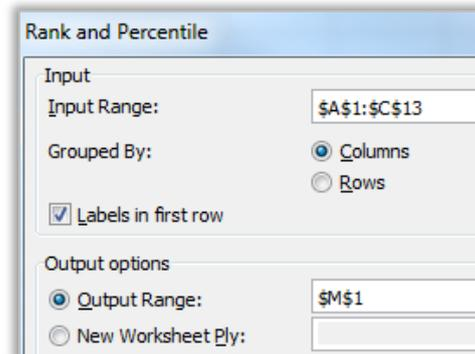 Rank and Percentile
Input
Input Range: $A$1:$C$13
Grouped By: Columns
Rows
Labels in first row
Output options
Output Range: $M$1
New Worksheet Ply: